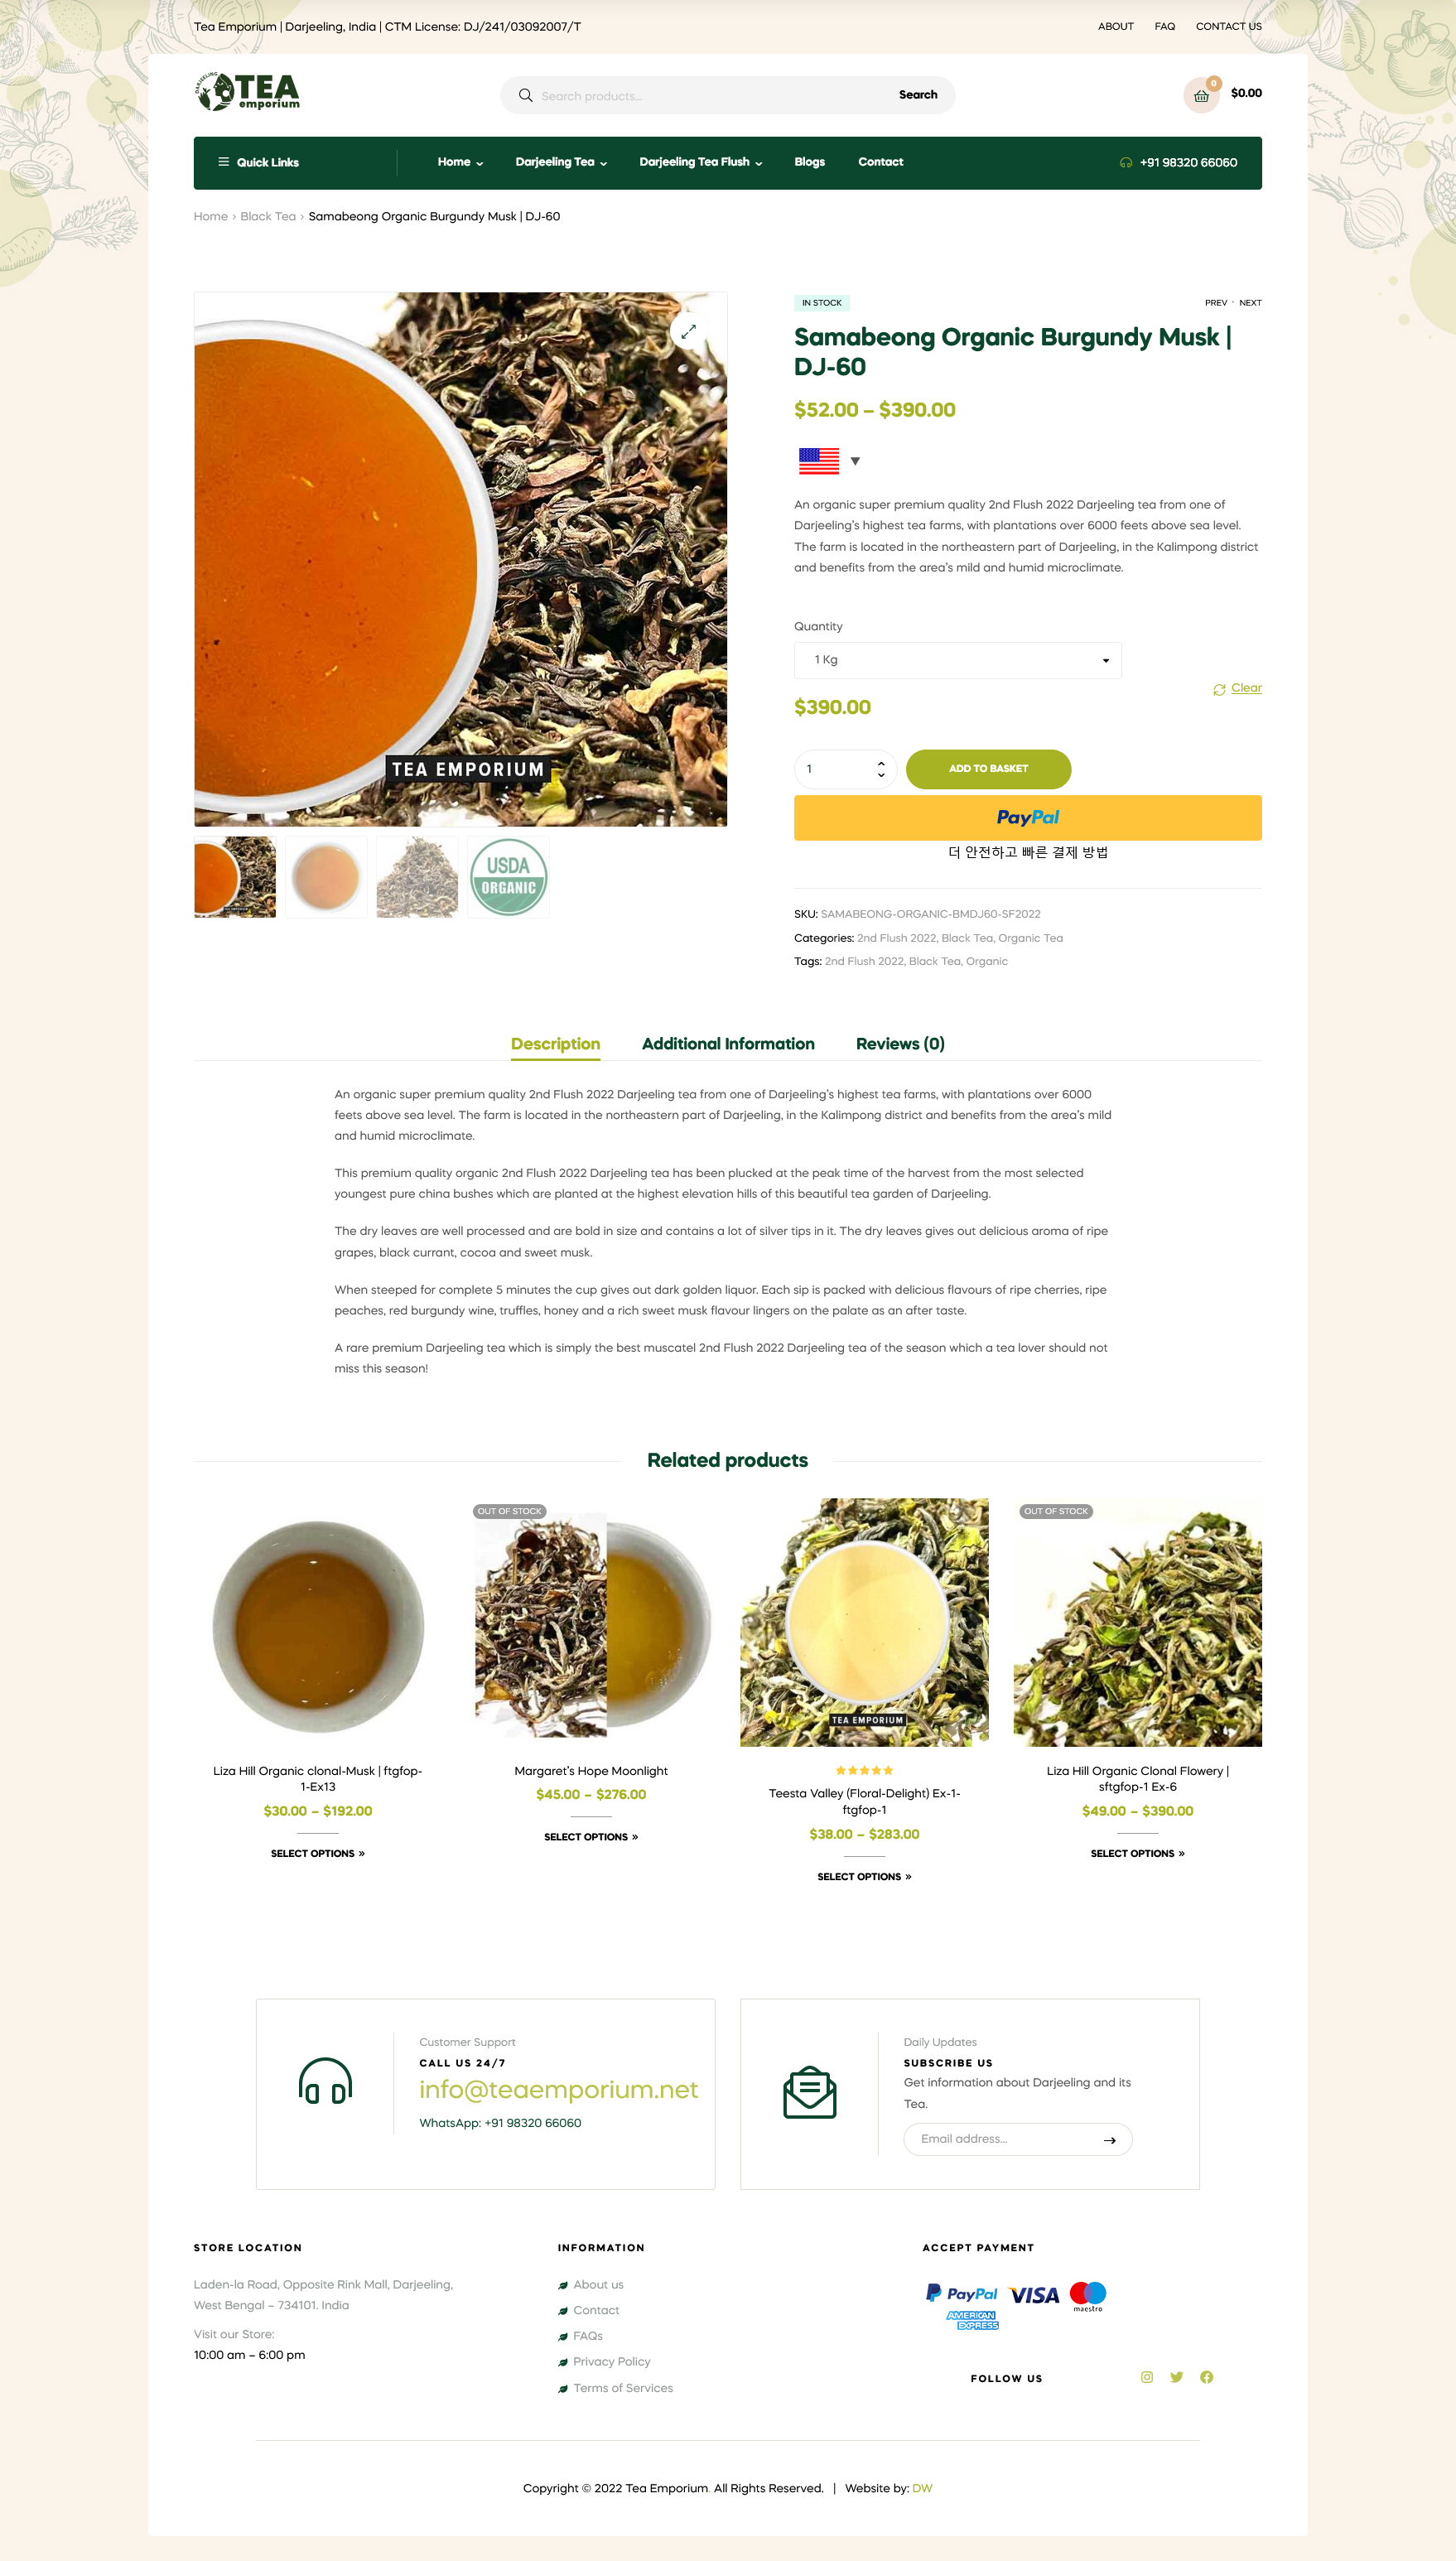 Tea Emporium | Darjeeling, India | CTM License: DJ/241/03092007/T
ABOUT FAQ CONTACT US
DARJEELING TEA emporium
Search products...
Search
0
$0.00
Quick Links
Home Darjeeling Tea Darjeeling Tea Flush Blogs Contact
+91 98320 66060
Home › Black Tea › Samabeong Organic Burgundy Musk | DJ-60
TEA EMPORIUM
USDA
ORGANIC
IN STOCK
PREV · NEXT
Samabeong Organic Burgundy Musk |
DJ-60
$52.00 – $390.00
An organic super premium quality 2nd Flush 2022 Darjeeling tea from one of
Darjeeling's highest tea farms, with plantations over 6000 feets above sea level.
The farm is located in the northeastern part of Darjeeling, in the Kalimpong district
and benefits from the area's mild and humid microclimate.
Quantity
1 Kg
Clear
$390.00
1
ADD TO BASKET
PayPal
더 안전하고 빠른 결제 방법
SKU: SAMABEONG-ORGANIC-BMDJ60-SF2022
Categories: 2nd Flush 2022, Black Tea, Organic Tea
Tags: 2nd Flush 2022, Black Tea, Organic
Description Additional Information Reviews (0)
An organic super premium quality 2nd Flush 2022 Darjeeling tea from one of Darjeeling's highest tea farms, with plantations over 6000
feets above sea level. The farm is located in the northeastern part of Darjeeling, in the Kalimpong district and benefits from the area's mild
and humid microclimate.
This premium quality organic 2nd Flush 2022 Darjeeling tea has been plucked at the peak time of the harvest from the most selected
youngest pure china bushes which are planted at the highest elevation hills of this beautiful tea garden of Darjeeling.
The dry leaves are well processed and are bold in size and contains a lot of silver tips in it. The dry leaves gives out delicious aroma of ripe
grapes, black currant, cocoa and sweet musk.
When steeped for complete 5 minutes the cup gives out dark golden liquor. Each sip is packed with delicious flavours of ripe cherries, ripe
peaches, red burgundy wine, truffles, honey and a rich sweet musk flavour lingers on the palate as an after taste.
A rare premium Darjeeling tea which is simply the best muscatel 2nd Flush 2022 Darjeeling tea of the season which a tea lover should not
miss this season!
Related products
Liza Hill Organic clonal-Musk | ftgfop-
1-Ex13
$30.00 – $192.00
SELECT OPTIONS »
OUT OF STOCK
Margaret's Hope Moonlight
$45.00 – $276.00
SELECT OPTIONS »
TEA EMPORIUM
Teesta Valley (Floral-Delight) Ex-1-
ftgfop-1
$38.00 – $283.00
SELECT OPTIONS »
OUT OF STOCK
Liza Hill Organic Clonal Flowery |
sftgfop-1 Ex-6
$49.00 – $390.00
SELECT OPTIONS »
Customer Support
CALL US 24/7
info@teaemporium.net
WhatsApp: +91 98320 66060
Daily Updates
SUBSCRIBE US
Get information about Darjeeling and its
Tea.
Email address...
STORE LOCATION
Laden-la Road, Opposite Rink Mall, Darjeeling,
West Bengal – 734101. India
Visit our Store:
10:00 am – 6:00 pm
INFORMATION
About us
Contact
FAQs
Privacy Policy
Terms of Services
ACCEPT PAYMENT
PayPal VISA maestro
AMERICAN
EXPRESS
FOLLOW US
Copyright © 2022 Tea Emporium. All Rights Reserved. | Website by: DW